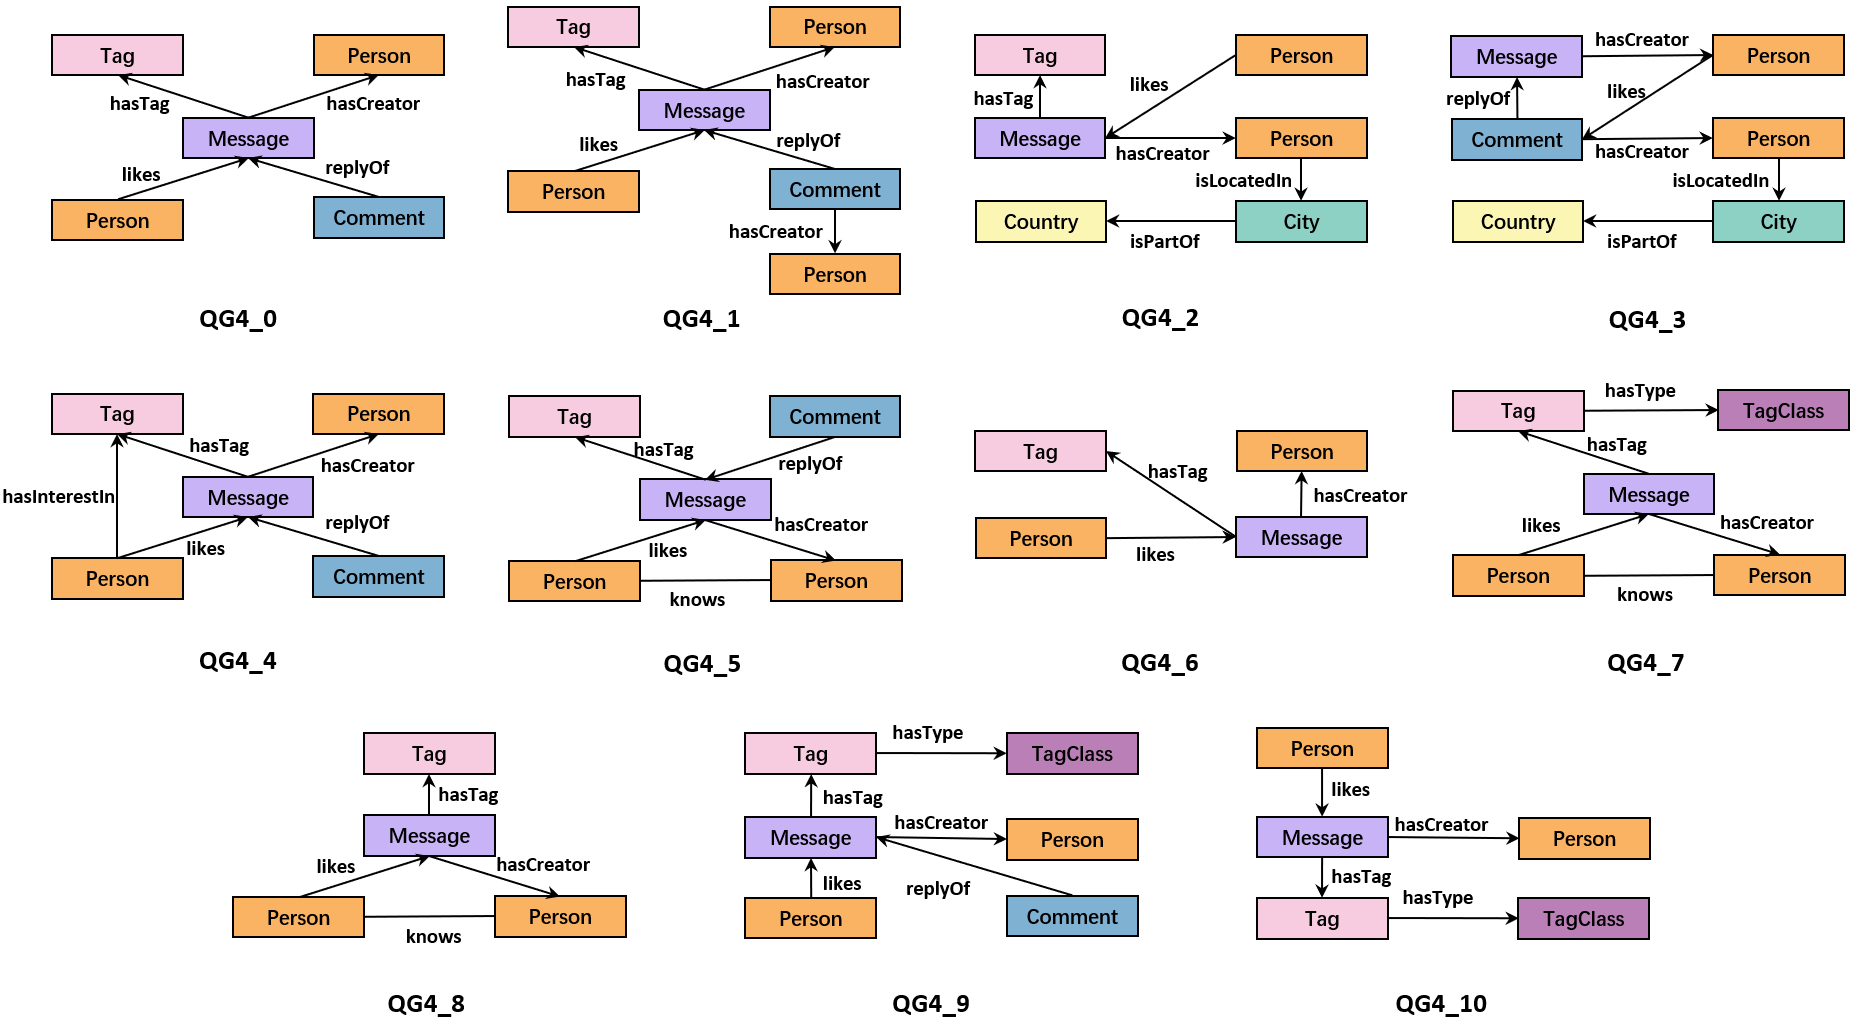 Tag
Person
hasTag
hasCreator
Message
likes
replyOf
Person
Comment
QG4_0
Tag
Person
hasTag
hasCreator
Message
likes
replyOf
Person
Comment
hasCreator
Person
QG4_1
Tag
Person
likes
hasTag
Message
Person
hasCreator
isLocatedIn
Country
City
isPartOf
QG4_2
Message
hasCreator
Person
likes
replyOf
Comment
Person
hasCreator
isLocatedIn
Country
City
isPartOf
QG4_3
Tag
Person
hasTag
hasCreator
hasInterestIn
Message
replyOf
likes
Person
Comment
QG4_4
Tag
Comment
hasTag
replyOf
Message
hasCreator
likes
Person
Person
knows
QG4_5
Tag
Person
hasTag
hasCreator
Person
Message
likes
QG4_6
hasType
Tag
TagClass
hasTag
Message
likes
hasCreator
Person
Person
knows
QG4_7
Tag
hasTag
Message
likes
hasCreator
Person
Person
knows
QG4_8
hasType
Tag
TagClass
hasTag
hasCreator
Message
Person
likes
replyOf
Person
Comment
QG4_9
Person
likes
hasCreator
Message
Person
hasTag
hasType
Tag
TagClass
QG4_10